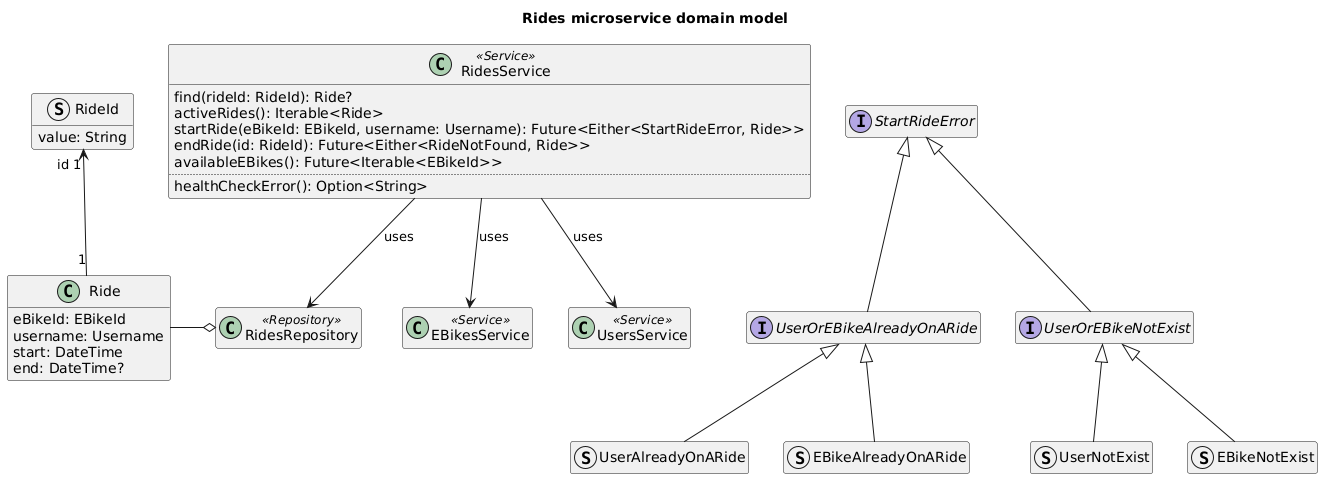 Rides microservice domain model
«Service»
C RidesService
find(rideId: RideId): Ride?
activeRides(): Iterable<Ride>
startRide(eBikeId: EBikeId, username: Username): Future<Either<StartRideError, Ride>>
endRide(id: RideId): Future<Either<RideNotFound, Ride>>
availableEBikes(): Future<Iterable<EBikeId>>
healthCheckError(): Option<String>
S RideId
value: String
id 1
1
C Ride
eBikeId: EBikeId
username: Username
start: DateTime
end: DateTime?
uses
uses
uses
«Repository»
C RidesRepository
«Service»
C EBikesService
«Service»
C UsersService
I StartRideError
I UserOrEBikeAlreadyOnARide
I UserOrEBikeNotExist
S UserAlreadyOnARide
S EBikeAlreadyOnARide
S UserNotExist
S EBikeNotExist